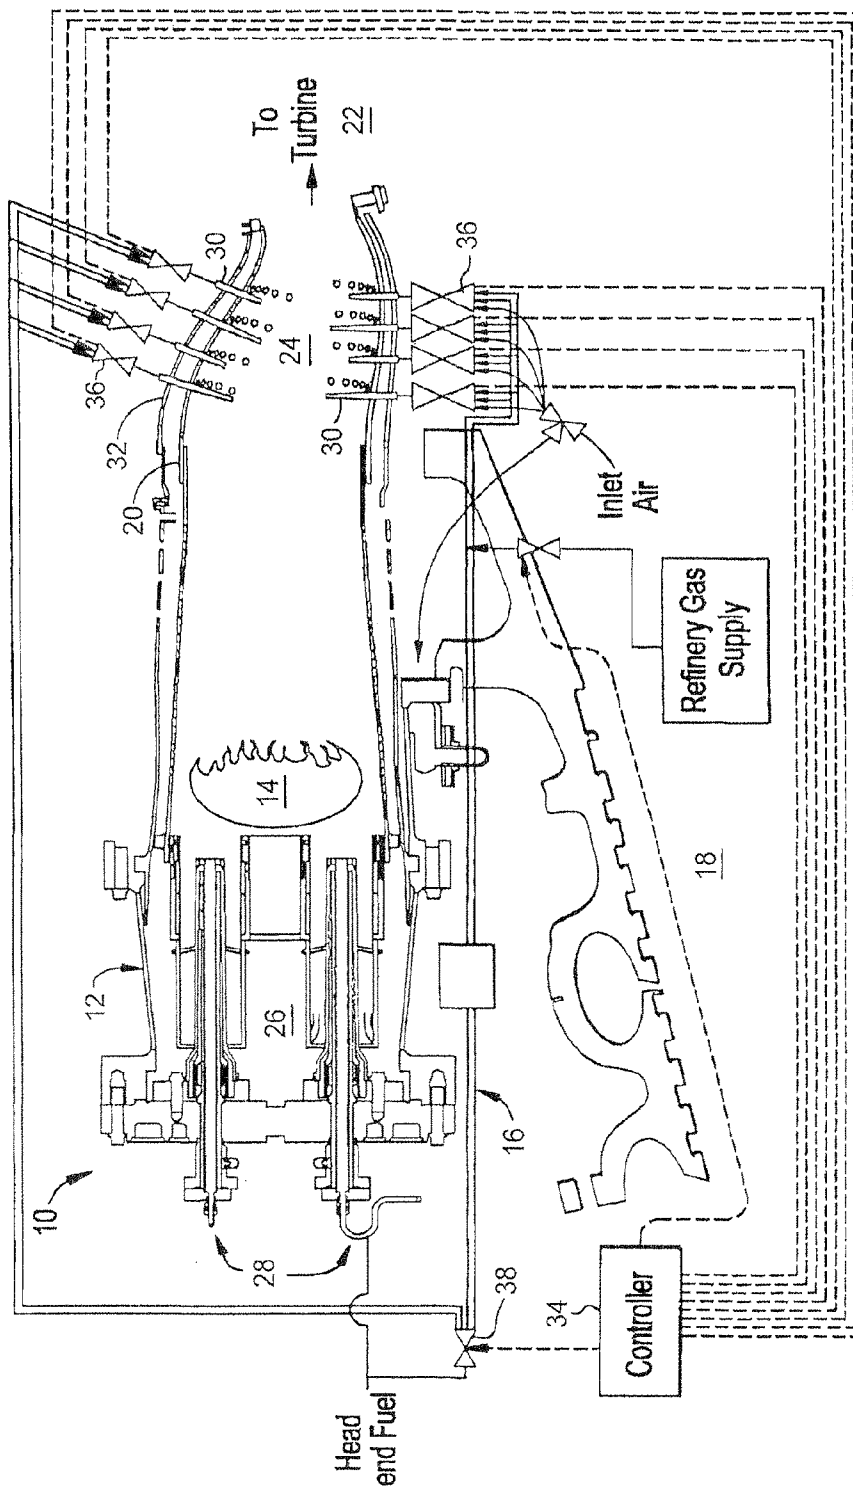 10
12
14
16
18
20
32
36
30
24
To
Turbine
22
30
36
26
28
Inlet
Air
Refinery Gas
Supply
Head
end Fuel
38
34
Controller